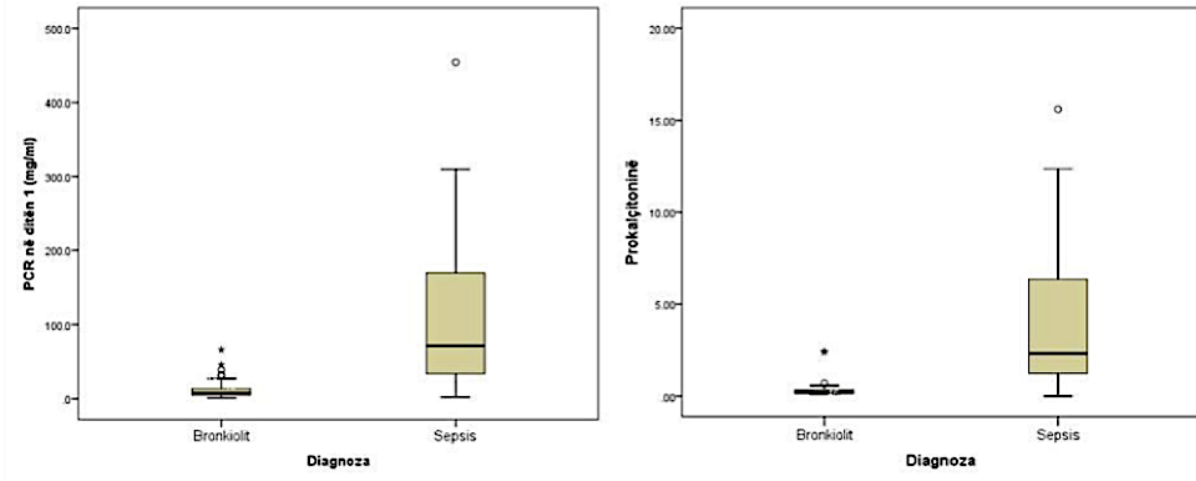 PCR në ditën 1 (mg/ml)
500.0
400.0
300.0
200.0
100.0
.0
Bronkiolit Sepsis
Diagnoza
Prokalçitoninë
20.00
15.00
10.00
5.00
.00
Bronkiolit Sepsis
Diagnoza